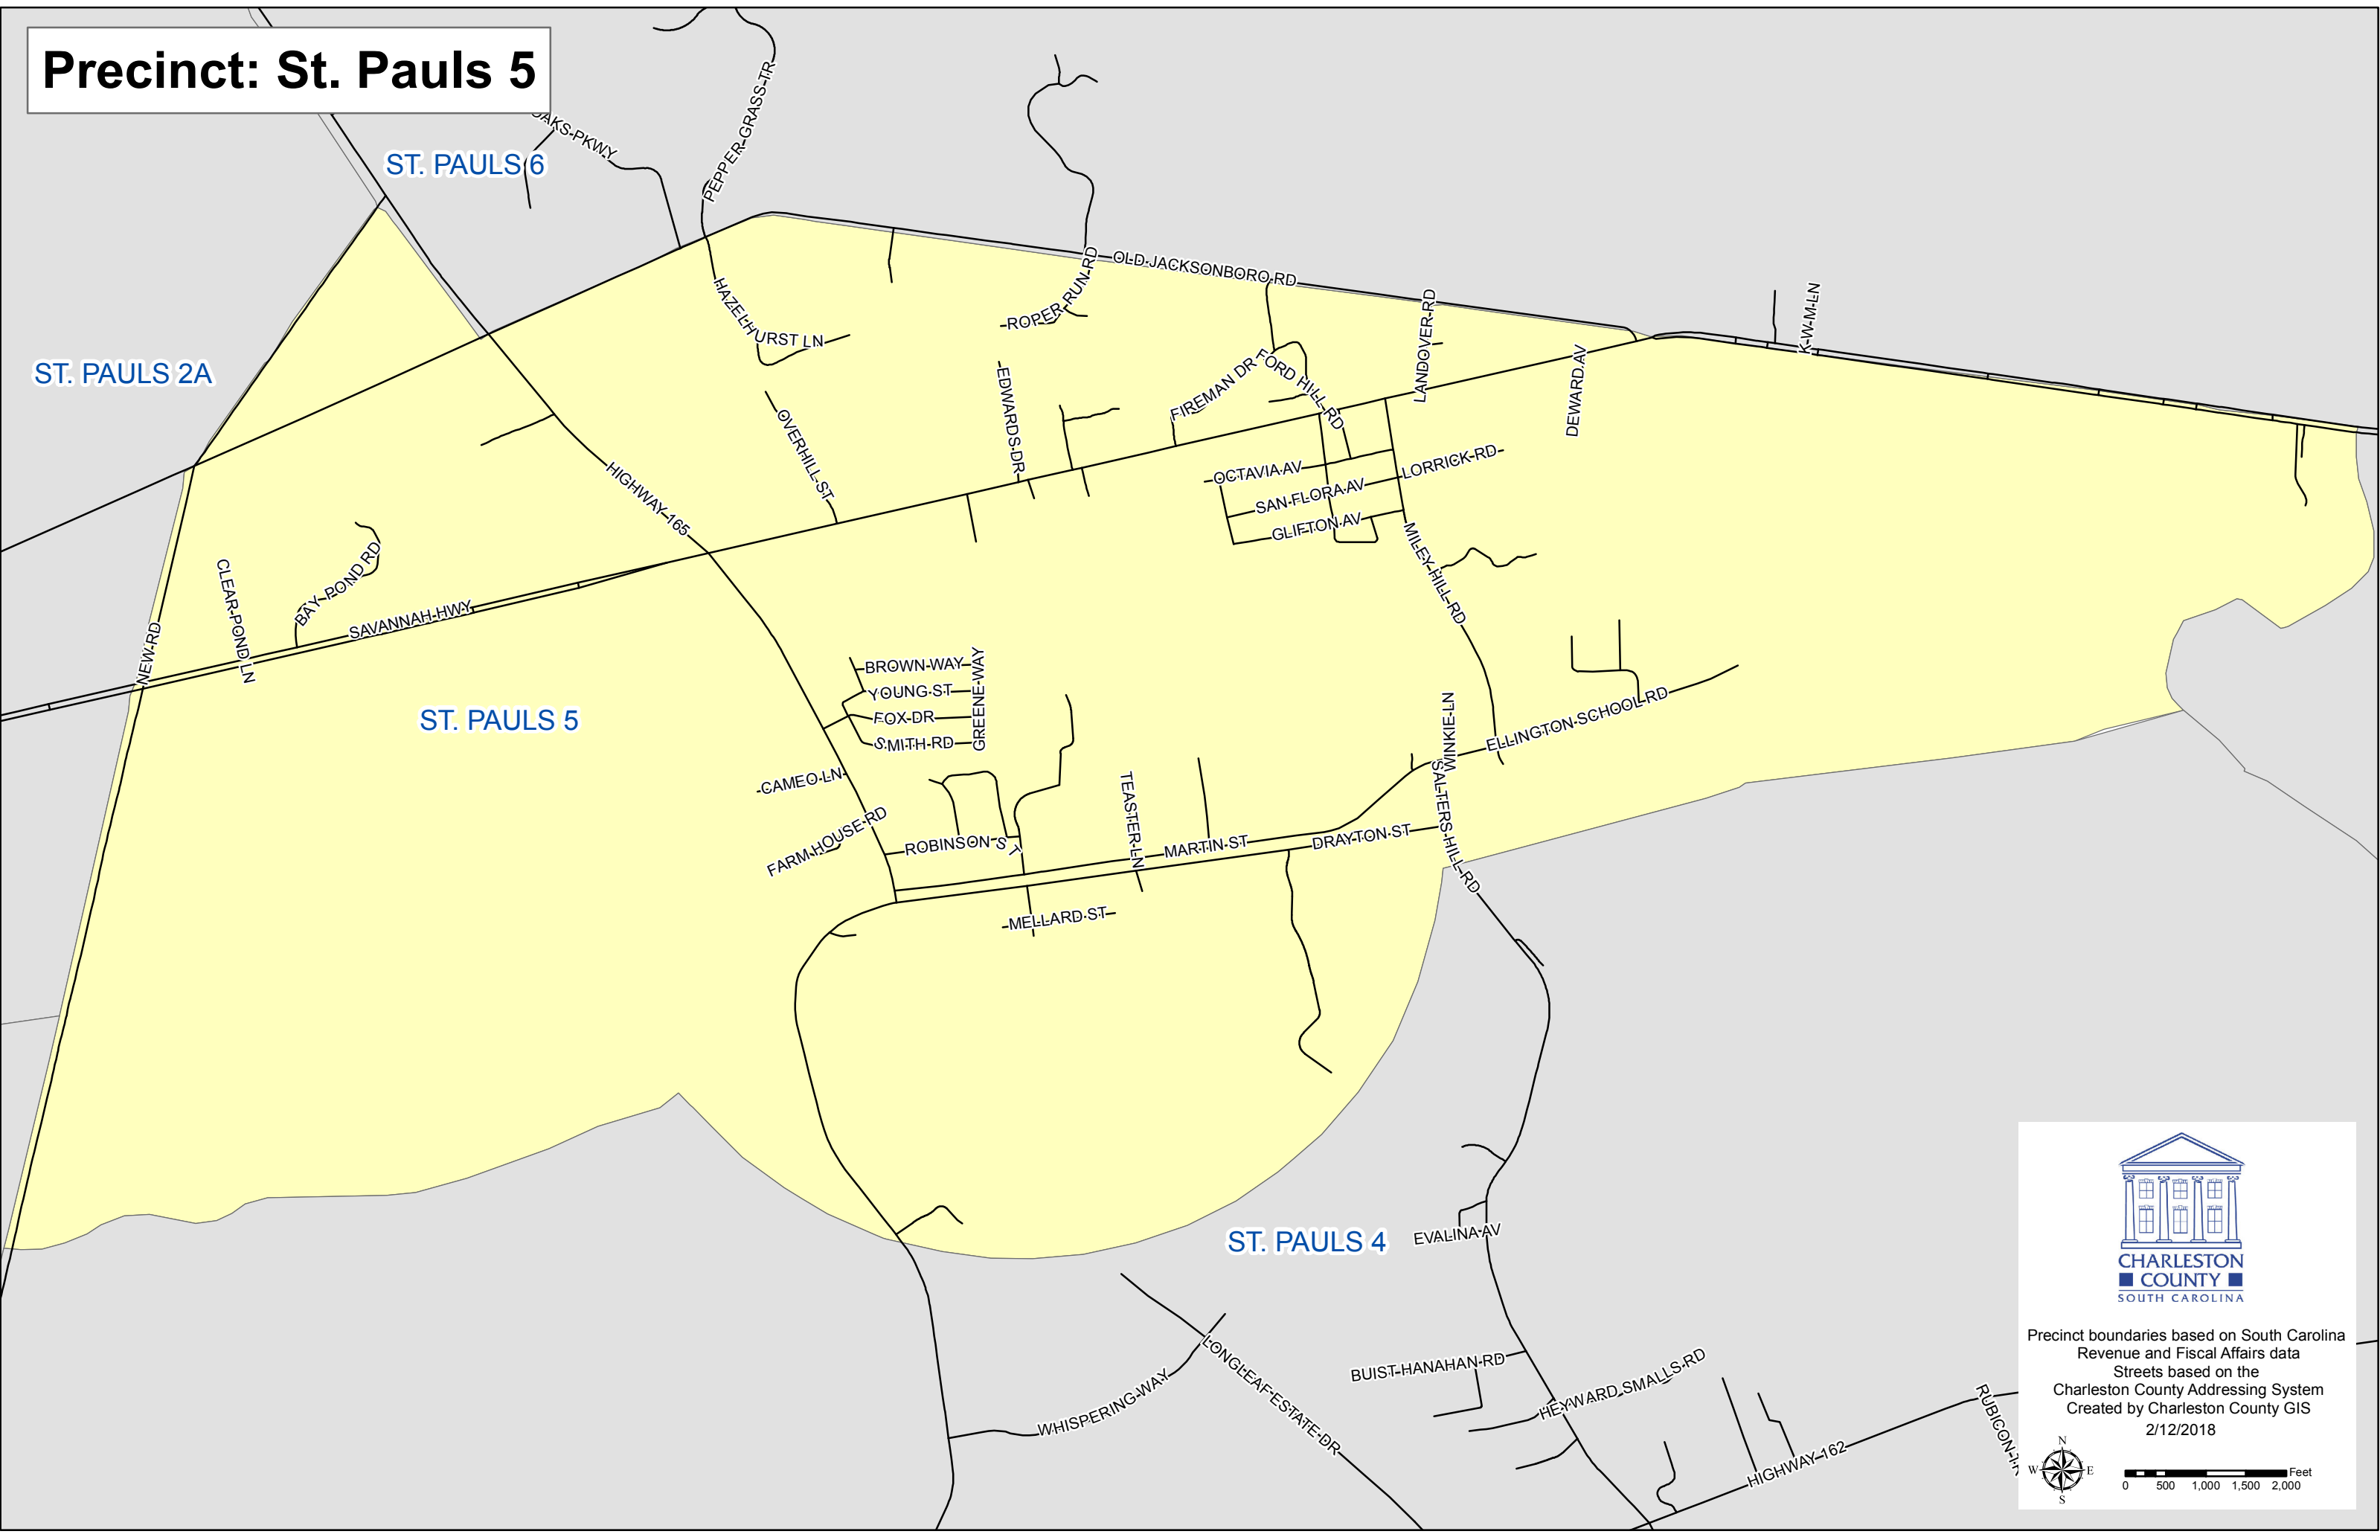 Precinct: St. Pauls 5
OAKS PKWY
PEPPER GRASS TR
ST. PAULS 6
OLD JACKSONBORO RD
ROPER RUN RD
HAZELHURST LN
LANDOVER RD
K-W-M LN
ST. PAULS 2A
FIREMAN DR
FORD HILL RD
DEWARD AV
EDWARDS DR
OVERHILL ST
HIGHWAY 165
OCTAVIA AV
LORRICK RD
SAN FLORA AV
GLIFTON AV
MILEY HILL RD
BAY POND RD
CLEAR POND LN
SAVANNAH HWY
NEW RD
BROWN WAY
YOUNG ST
GREENE WAY
FOX DR
SMITH RD
ST. PAULS 5
WINKIE LN
ELLINGTON SCHOOL RD
CAMEO LN
SALTERS HILL RD
TEASTER LN
FARM HOUSE RD
ROBINSON ST
MARTIN ST
DRAYTON ST
MELLARD ST
ST. PAULS 4
EVALINA AV
LONGLEAF ESTATE DR
BUIST HANAHAN RD
HEYWARD SMALLS RD
WHISPERING WAY
HIGHWAY 162
RUBICON
CHARLESTON
COUNTY
SOUTH CAROLINA
Precinct boundaries based on South Carolina
Revenue and Fiscal Affairs data
Streets based on the
Charleston County Addressing System
Created by Charleston County GIS
2/12/2018
N
W E
S
Feet
0 500 1,000 1,500 2,000